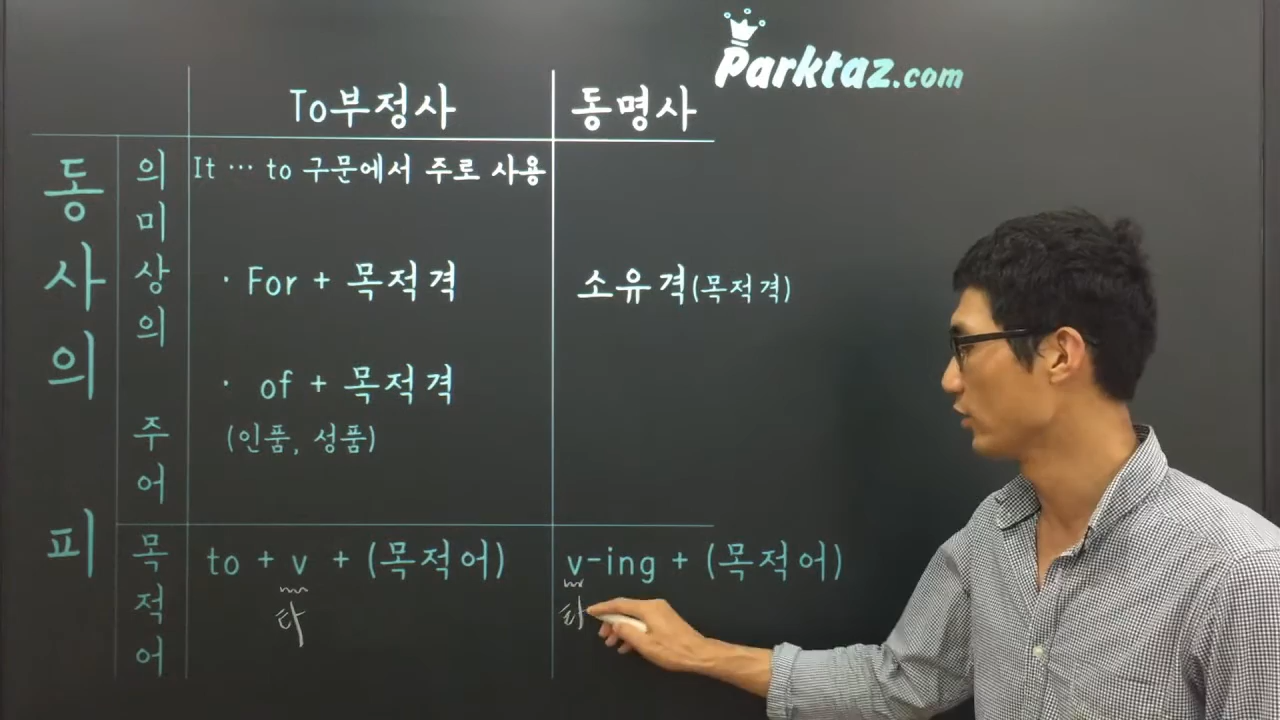 Parktaz.com
To부정사 동명사
동사의 피
의미상의 주어
It … to 구문에서 주로 사용
· For + 목적격
소유격(목적격)
· of + 목적격
(인품, 성품)
목적어
to + v + (목적어)
v-ing + (목적어)
타
타